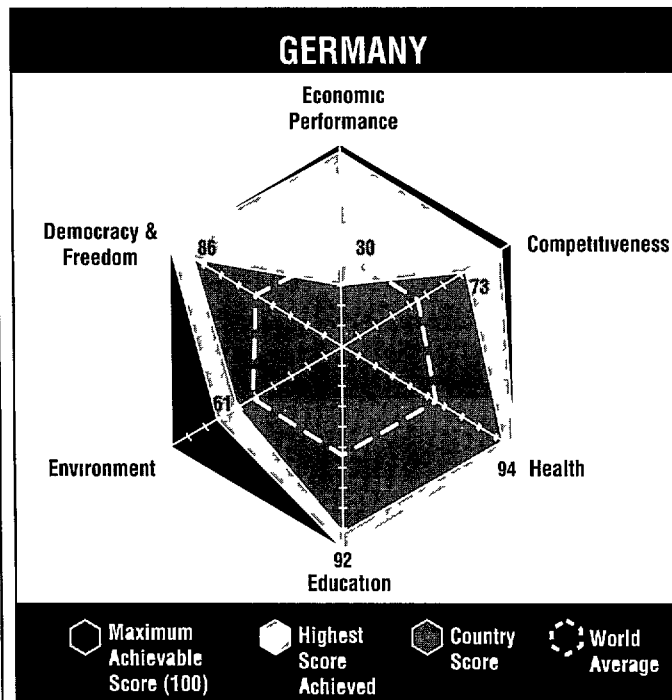 GERMANY
Economic
Performance
Democracy &
Freedom
86
30
Competitiveness
73
61
Environment
94 Health
92
Education
Maximum
Achievable
Score (100)
Highest
Score
Achieved
Country
Score
World
Average